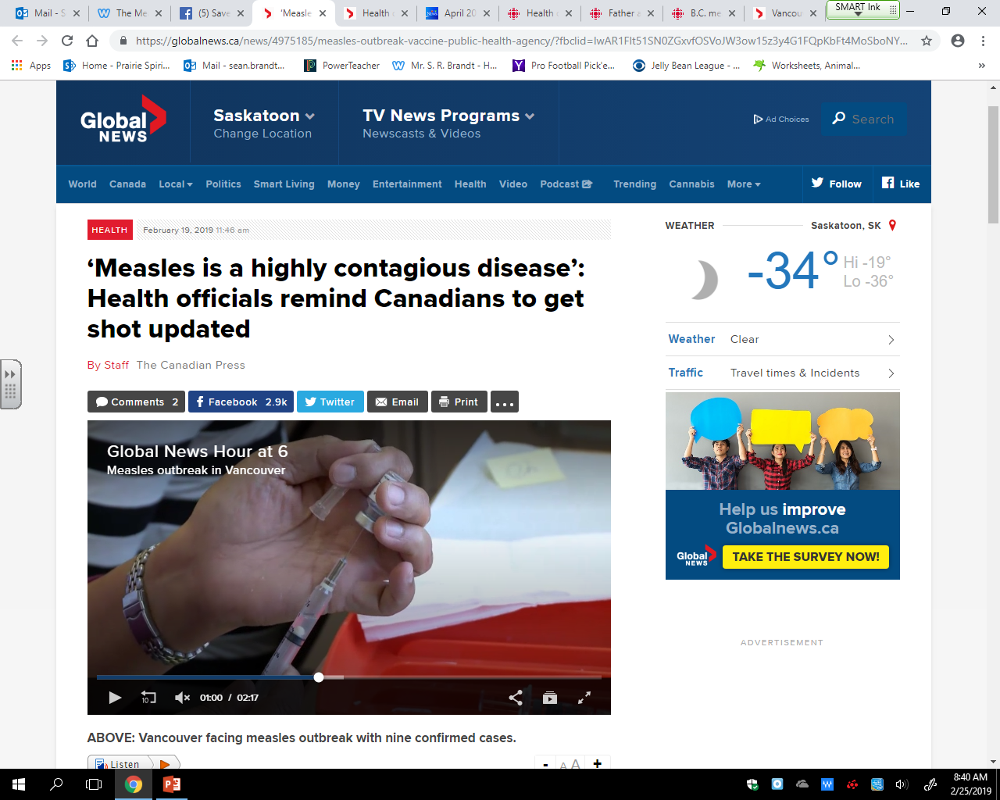 Mail - S
The Me
(5) Save
'Measle
Health c
April 20
Health a
Father a
B.C. me
Vancou
SMART Ink
https://globalnews.ca/news/4975185/measles-outbreak-vaccine-public-health-agency/?fbclid=IwAR1FIt51SN0ZGxvfOSVoJW3ow15z3y4G1FQpKbFt4MoSboNY...
Apps
Home - Prairie Spiri...
Mail - sean.brandt...
PowerTeacher
Mr. S. R. Brandt - H...
Pro Football Pick'e...
Jelly Bean League - ...
Worksheets, Animal...
»
Global NEWS
Saskatoon
Change Location
TV News Programs
Newscasts & Videos
Ad Choices
Search
World Canada Local Politics Smart Living Money Entertainment Health Video Podcast Trending Cannabis More
Follow
Like
HEALTH February 19, 2019 11:46 am
‘Measles is a highly contagious disease’:
Health officials remind Canadians to get
shot updated
By Staff The Canadian Press
Comments 2
Facebook 2.9k
Twitter
Email
Print
...
Global News Hour at 6
Measles outbreak in Vancouver
10
01:00 / 02:17
ABOVE: Vancouver facing measles outbreak with nine confirmed cases.
Listen
- A A +
WEATHER Saskatoon, SK
-34°
Hi -19°
Lo -36°
Weather Clear
Traffic Travel times & Incidents
Help us improve
Globalnews.ca
Global NEWS
TAKE THE SURVEY NOW!
ADVERTISEMENT
8:40 AM
2/25/2019